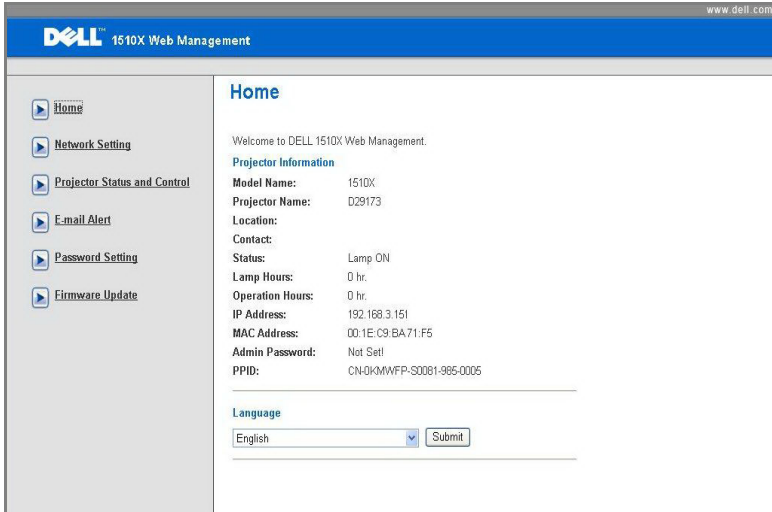 www.dell.com
DELL™ 1510X Web Management
Home
Network Setting
Projector Status and Control
E-mail Alert
Password Setting
Firmware Update
Home
Welcome to DELL 1510X Web Management.
Projector Information
Model Name: 1510X
Projector Name: D29173
Location:
Contact:
Status: Lamp ON
Lamp Hours: 0 hr.
Operation Hours: 0 hr.
IP Address: 192.168.3.151
MAC Address: 00:1E:C9:BA:71:F5
Admin Password: Not Set!
PPID: CN-0KMWFP-S0081-985-0005
Language
English Submit